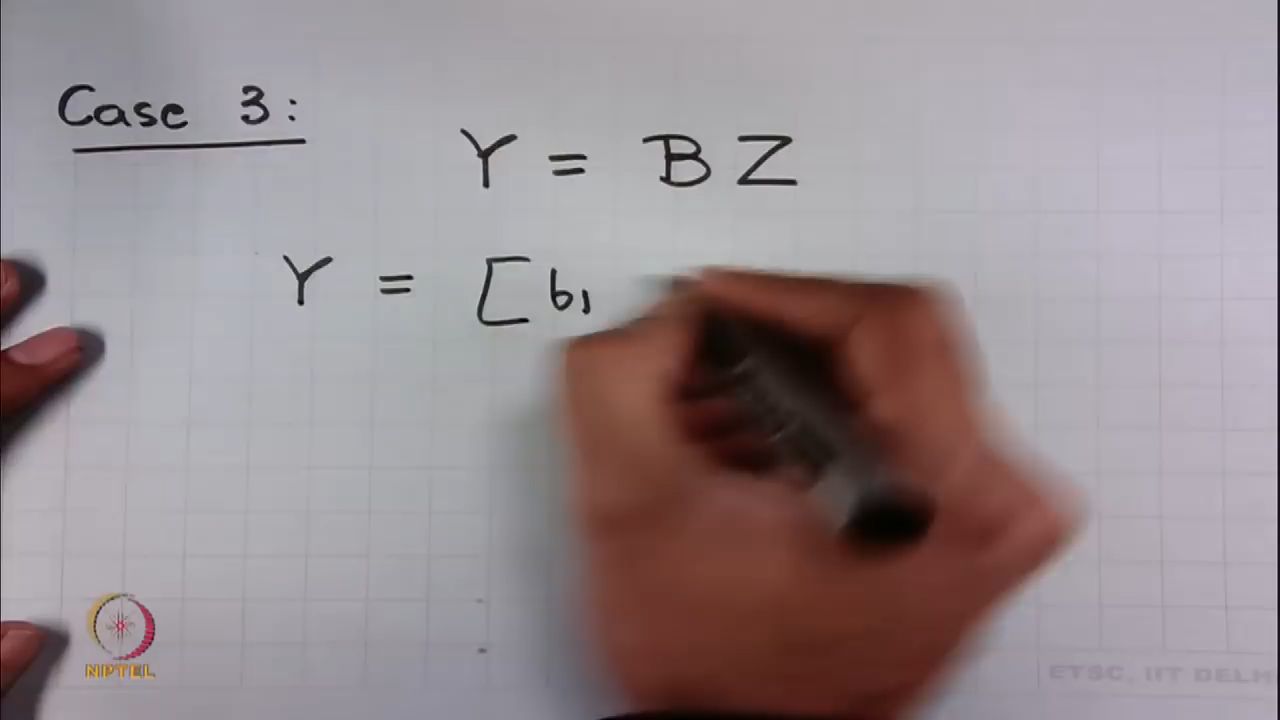 Case 3:
Y = B Z
Y = [ b₁
NPTEL
ETSC, IIT DELHI